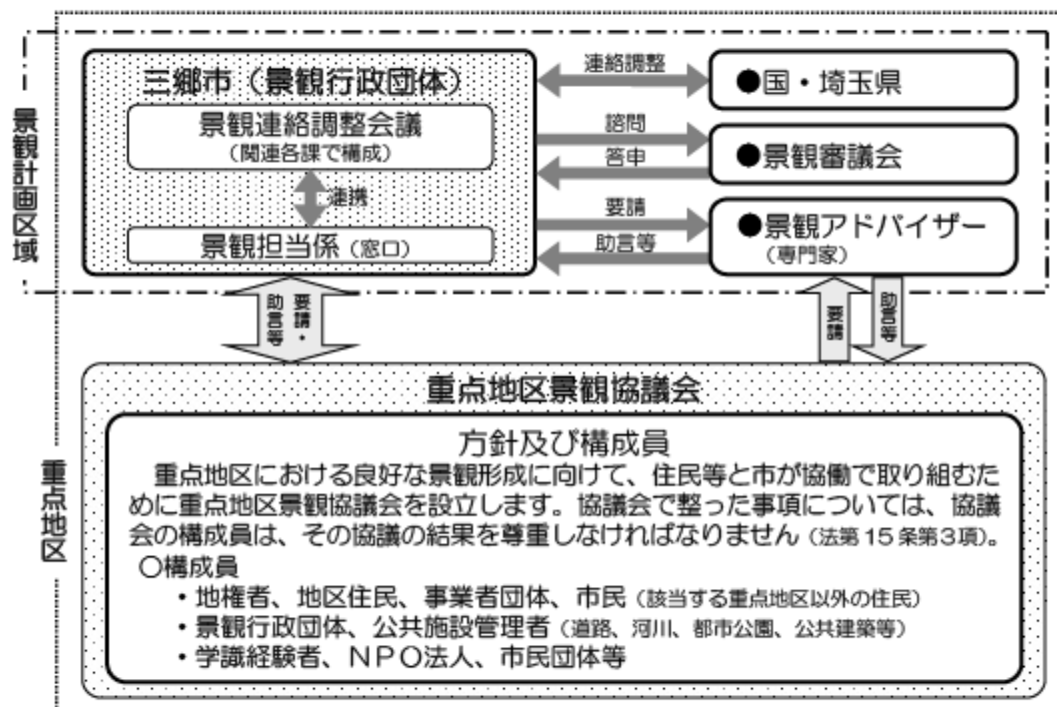 景観計画区域
三郷市（景観行政団体）
景観連絡調整会議
（関連各課で構成）
連携
景観担当係（窓口）
連絡調整
●国・埼玉県
諮問
答申
●景観審議会
要請
助言等
●景観アドバイザー
（専門家）
要請・
助言等
要請
助言等
重点地区
重点地区景観協議会
方針及び構成員
重点地区における良好な景観形成に向けて、住民等と市が協働で取り組むた
めに重点地区景観協議会を設立します。協議会で整った事項については、協議
会の構成員は、その協議の結果を尊重しなければなりません（法第15条第３項）。
〇構成員
・地権者、地区住民、事業者団体、市民（該当する重点地区以外の住民）
・景観行政団体、公共施設管理者（道路、河川、都市公園、公共建築等）
・学識経験者、ＮＰＯ法人、市民団体等